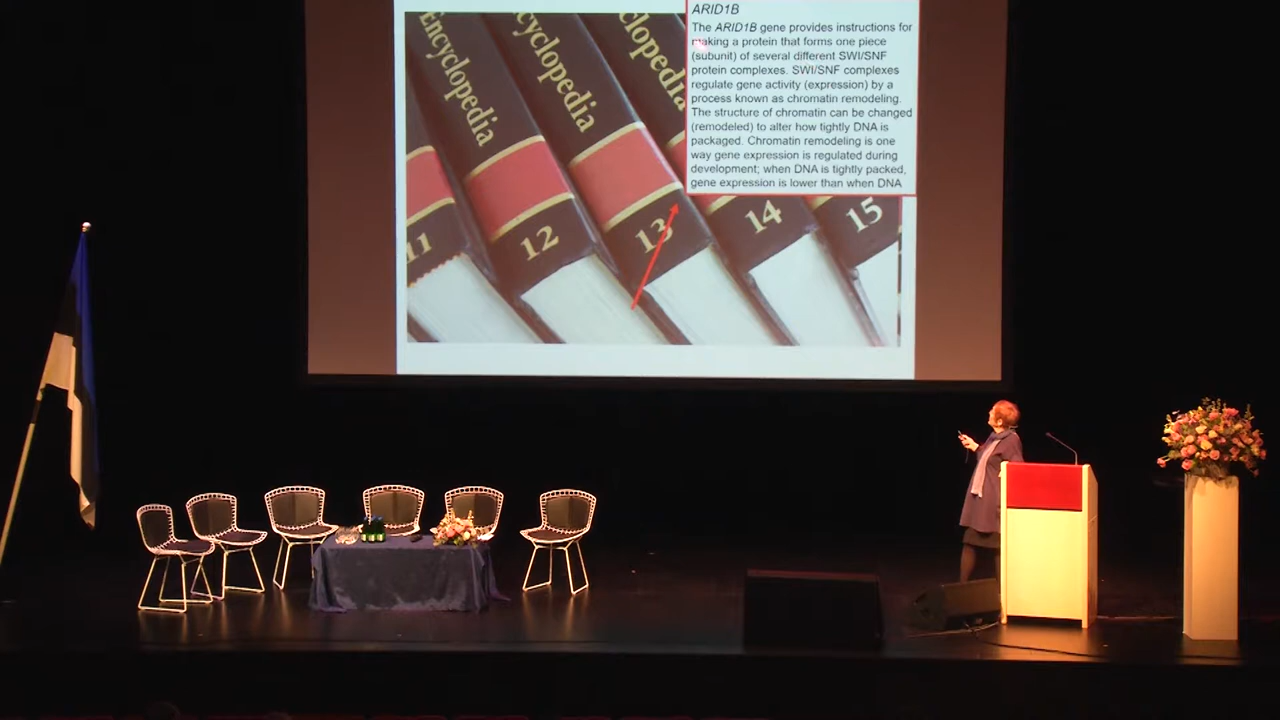 ARID1B
The ARID1B gene provides instructions for
making a protein that forms one piece
(subunit) of several different SWI/SNF
protein complexes. SWI/SNF complexes
regulate gene activity (expression) by a
process known as chromatin remodeling.
The structure of chromatin can be changed
(remodeled) to alter how tightly DNA is
packaged. Chromatin remodeling is one
way gene expression is regulated during
development; when DNA is tightly packed,
gene expression is lower than when DNA
Encyclopedia
cyclopedia
clopedia
11
12
13
14
15